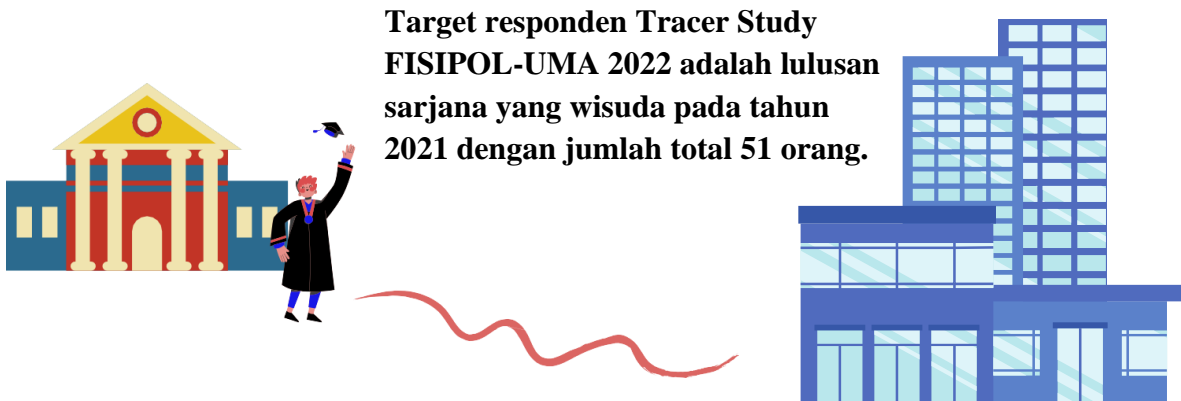 Target responden Tracer Study
FISIPOL-UMA 2022 adalah lulusan
sarjana yang wisuda pada tahun
2021 dengan jumlah total 51 orang.